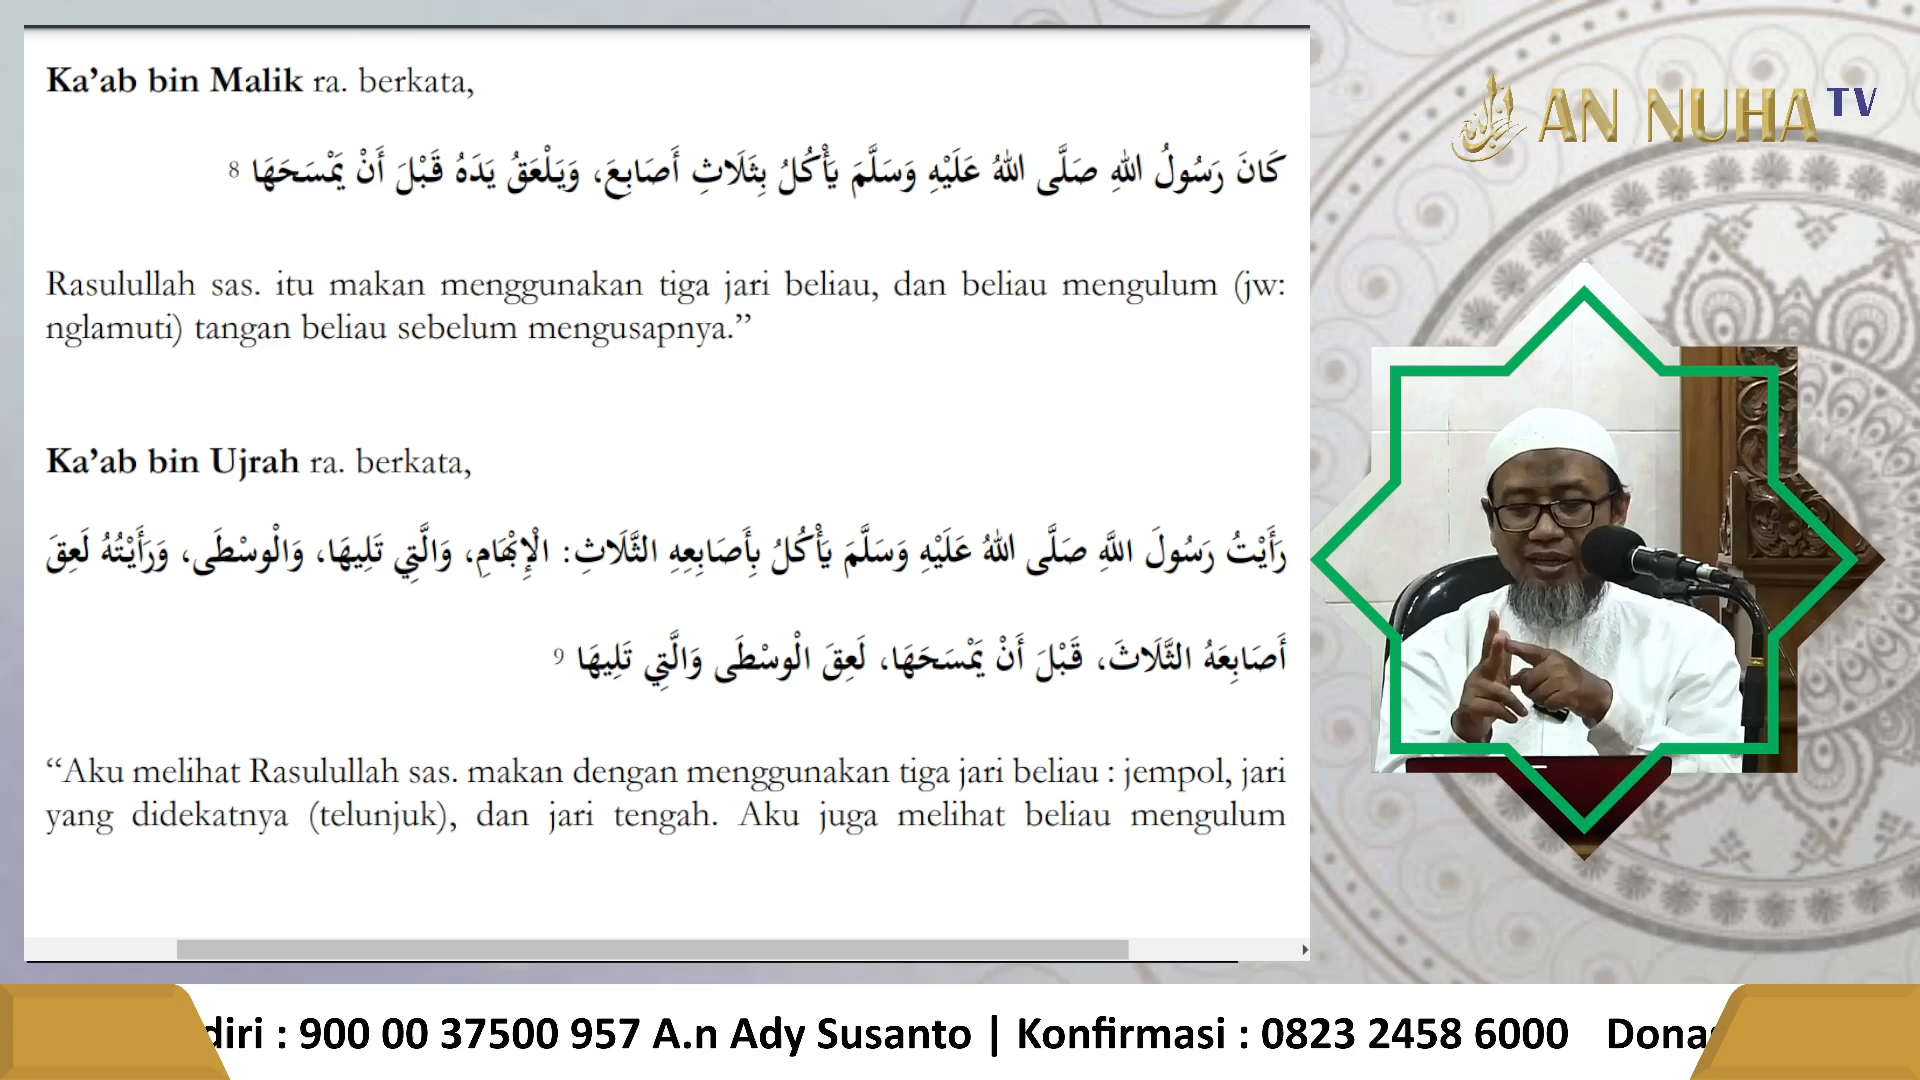 Ka'ab bin Malik ra. berkata,
كَانَ رَسُولُ اللهِ صَلَّى اللهُ عَلَيْهِ وَسَلَّمَ يَأْكُلُ بِثَلَاثِ أَصَابِعَ، وَيَلْعَقُ يَدَهُ قَبْلَ أَنْ يَمْسَحَهَا 8
Rasulullah sas. itu makan menggunakan tiga jari beliau, dan beliau mengulum (jw:
nglamuti) tangan beliau sebelum mengusapnya.”
Ka'ab bin Ujrah ra. berkata,
رَأَيْتُ رَسُولَ اللَّهِ صَلَّى اللهُ عَلَيْهِ وَسَلَّمَ يَأْكُلُ بِأَصَابِعِهِ الثَّلَاثِ: الْإِبْهَامِ، وَالَّتِي تَلِيهَا، وَالْوسْطَى، وَرَأَيْتُهُ لَعِقَ
أَصَابِعَهُ الثَّلَاثَ، قَبْلَ أَنْ يَمْسَحَهَا، لَعِقَ الْوسْطَى وَالَّتِي تَلِيهَا 9
“Aku melihat Rasulullah sas. makan dengan menggunakan tiga jari beliau : jempol, jari
yang didekatnya (telunjuk), dan jari tengah. Aku juga melihat beliau mengulum
AN NUHA TV
diri : 900 00 37500 957 A.n Ady Susanto | Konfirmasi : 0823 2458 6000 Dona